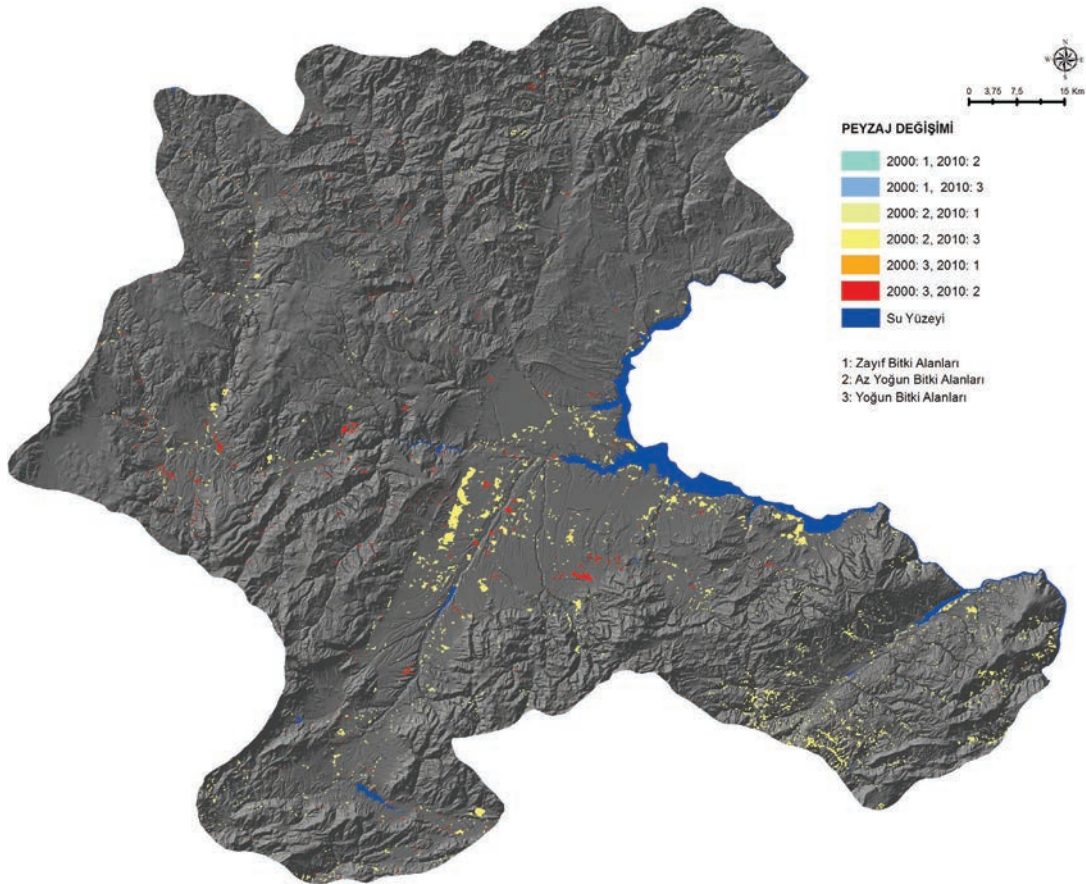 N
W E
S
0 3,75 7,5 15 Km
PEYZAJ DEĞİŞİMİ
2000: 1, 2010: 2
2000: 1, 2010: 3
2000: 2, 2010: 1
2000: 2, 2010: 3
2000: 3, 2010: 1
2000: 3, 2010: 2
Su Yüzeyi
1: Zayıf Bitki Alanları
2: Az Yoğun Bitki Alanları
3: Yoğun Bitki Alanları